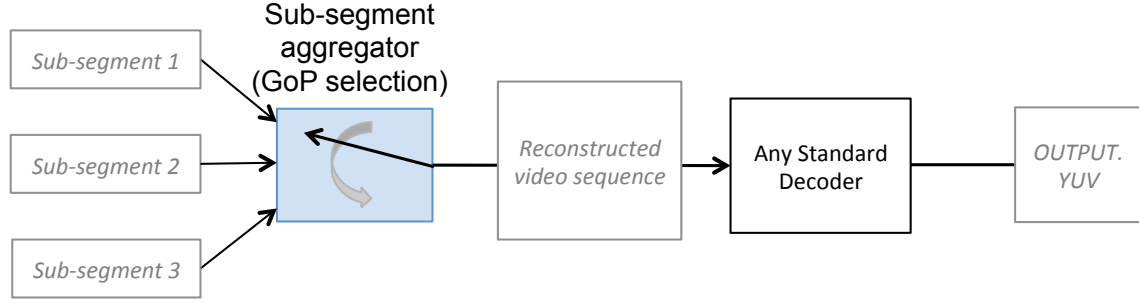 Sub-segment
aggregator
(GoP selection)
Sub-segment 1
Sub-segment 2
Sub-segment 3
Reconstructed
video sequence
Any Standard
Decoder
OUTPUT.
YUV